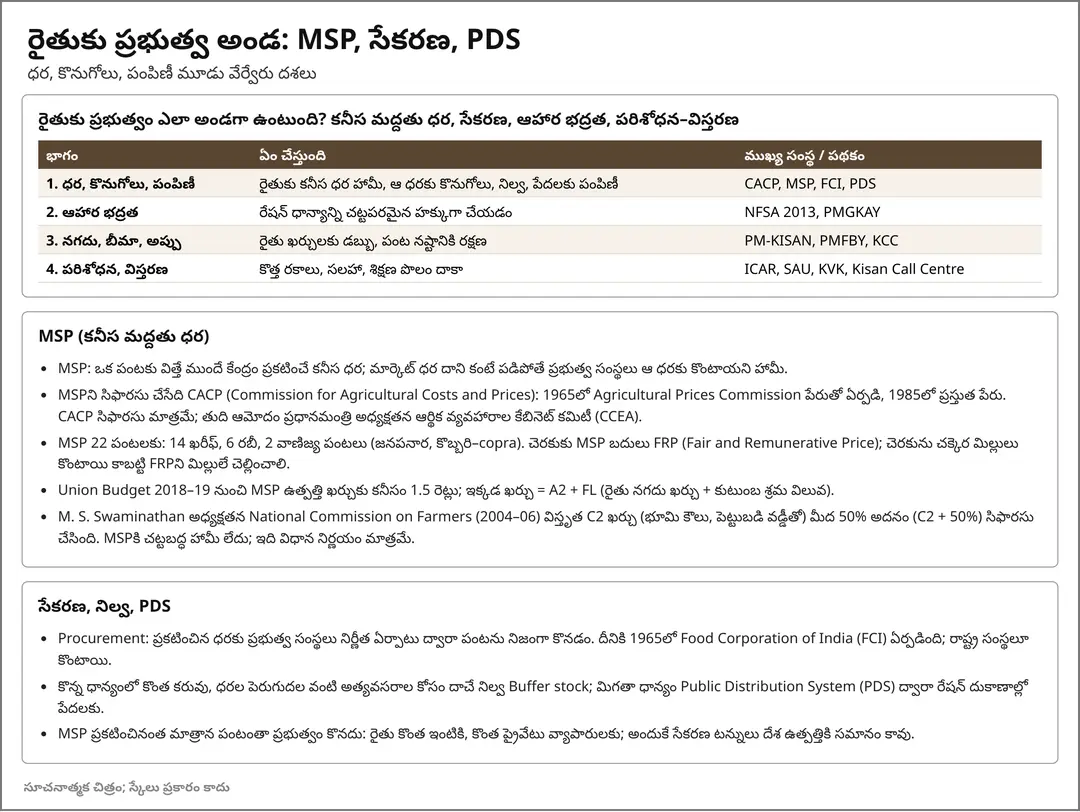 రైతుకు ప్రభుత్వ అండ: MSP, సేకరణ, PDS
ధర, కొనుగోలు, పంపిణీ మూడు వేర్వేరు దశలు
రైతుకు ప్రభుత్వం ఎలా అండగా ఉంటుంది? కనీస మద్దతు ధర, సేకరణ, ఆహార భద్రత, పరిశోధన–విస్తరణ
భాగం ఏం చేస్తుంది ముఖ్య సంస్థ / పథకం
1. ధర, కొనుగోలు, పంపిణీ రైతుకు కనీస ధర హామీ, ఆ ధరకు కొనుగోలు, నిల్వ, పేదలకు పంపిణీ CACP, MSP, FCI, PDS
2. ఆహార భద్రత రేషన్ ధాన్యాన్ని చట్టపరమైన హక్కుగా చేయడం NFSA 2013, PMGKAY
3. నగదు, బీమా, అప్పు రైతు ఖర్చులకు డబ్బు, పంట నష్టానికి రక్షణ PM-KISAN, PMFBY, KCC
4. పరిశోధన, విస్తరణ కొత్త రకాలు, సలహా, శిక్షణ పొలం దాకా ICAR, SAU, KVK, Kisan Call Centre
MSP (కనీస మద్దతు ధర)
• MSP: ఒక పంటకు విత్తే ముందే కేంద్రం ప్రకటించే కనీస ధర; మార్కెట్ ధర దాని కంటే పడిపోతే ప్రభుత్వ సంస్థలు ఆ ధరకు కొంటాయని హామీ.
• MSPని సిఫారసు చేసేది CACP (Commission for Agricultural Costs and Prices): 1965లో Agricultural Prices Commission పేరుతో ఏర్పడి, 1985లో ప్రస్తుత పేరు.
CACP సిఫారసు మాత్రమే; తుది ఆమోదం ప్రధానమంత్రి అధ్యక్షతన ఆర్థిక వ్యవహారాల కేబినెట్ కమిటీ (CCEA).
• MSP 22 పంటలకు: 14 ఖరీఫ్, 6 రబీ, 2 వాణిజ్య పంటలు (జనపనార, కొబ్బరి–copra). చెరకుకు MSP బదులు FRP (Fair and Remunerative Price); చెరకును చక్కెర మిల్లులు
కొంటాయి కాబట్టి FRPని మిల్లులే చెల్లించాలి.
• Union Budget 2018–19 నుంచి MSP ఉత్పత్తి ఖర్చుకు కనీసం 1.5 రెట్లు; ఇక్కడ ఖర్చు = A2 + FL (రైతు నగదు ఖర్చు + కుటుంబ శ్రమ విలువ).
• M. S. Swaminathan అధ్యక్షతన National Commission on Farmers (2004–06) విస్తృత C2 ఖర్చు (భూమి కౌలు, పెట్టుబడి వడ్డీతో) మీద 50% అదనం (C2 + 50%) సిఫారసు
చేసింది. MSPకి చట్టబద్ధ హామీ లేదు; ఇది విధాన నిర్ణయం మాత్రమే.
సేకరణ, నిల్వ, PDS
• Procurement: ప్రకటించిన ధరకు ప్రభుత్వ సంస్థలు నిర్ణీత ఏర్పాటు ద్వారా పంటను నిజంగా కొనడం. దీనికి 1965లో Food Corporation of India (FCI) ఏర్పడింది; రాష్ట్ర సంస్థలూ
కొంటాయి.
• కొన్న ధాన్యంలో కొంత కరువు, ధరల పెరుగుదల వంటి అత్యవసరాల కోసం దాచే నిల్వ Buffer stock; మిగతా ధాన్యం Public Distribution System (PDS) ద్వారా రేషన్ దుకాణాల్లో
పేదలకు.
• MSP ప్రకటించినంత మాత్రాన పంటంతా ప్రభుత్వం కొనదు: రైతు కొంత ఇంటికి, కొంత ప్రైవేటు వ్యాపారులకు; అందుకే సేకరణ టన్నులు దేశ ఉత్పత్తికి సమానం కావు.
సూచనాత్మక చిత్రం; స్కేలు ప్రకారం కాదు